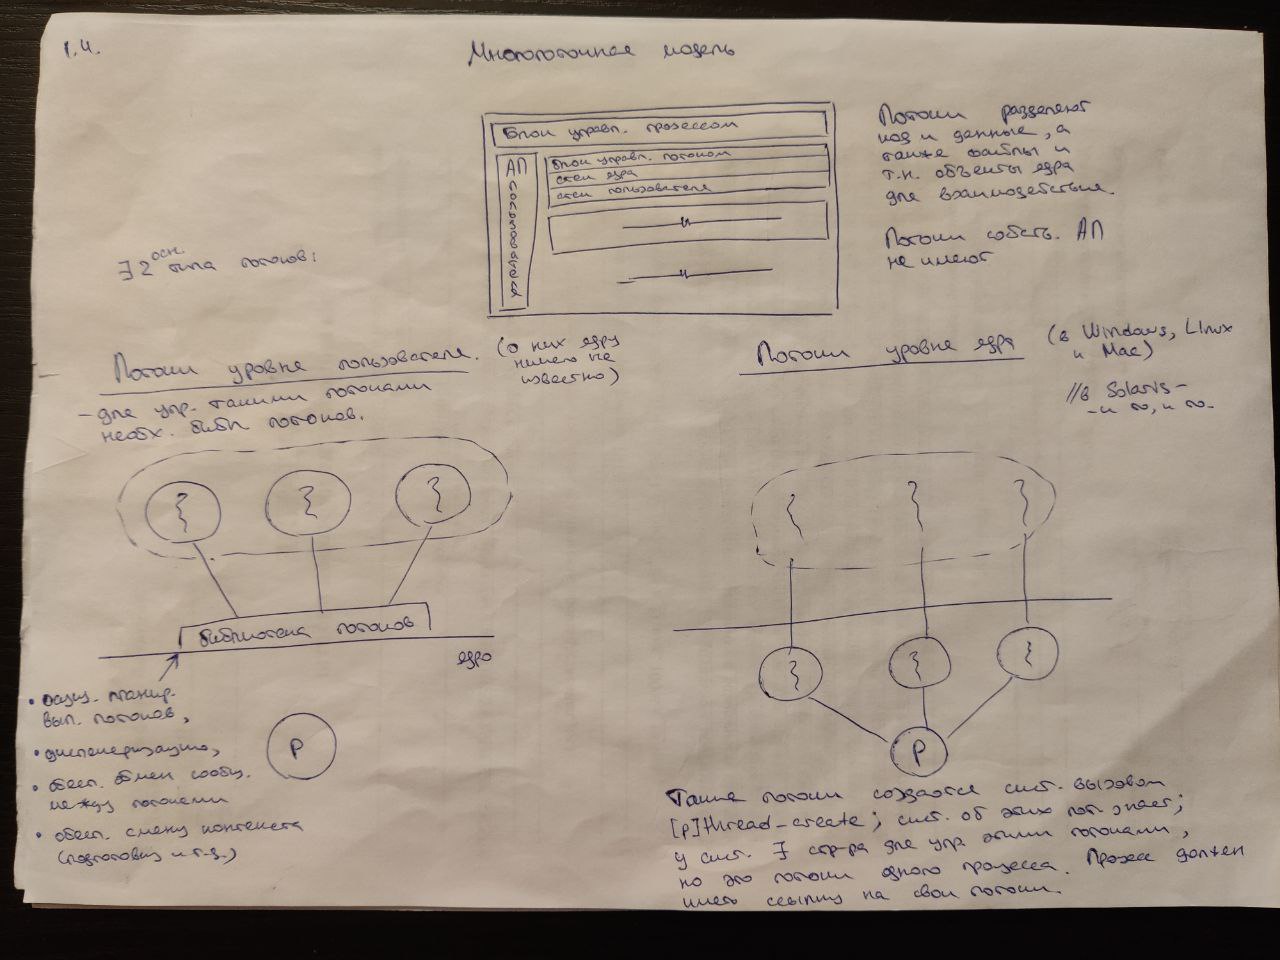 1.4.
Многопоточная модель
Блок управл. процессом
АП пользователя
блок управл. потоком
стек ядра
стек пользователя
Потоки разделяют
код и данные, а
также файлы и
т.н. объекты ядра
для взаимодействия.
Потоки собств. АП
не имеют
∃ 2 осн. типа потоков:
Потоки уровня пользователя.
(о них ядру
ничего не
известно)
- для упр. такими потоками
необх. библ. потоков.
библиотека потоков
ядро
• планир.
вып. потоков,
• диспетчеризацию,
• обесп. обмен сообщ.
между потоками
• обесп. смену контекста
(подготовку и т.д.)
P
Потоки уровня ядра
(в Windows, Linux
и Mac)
//в Solaris -
- и то, и то.
P
Такие потоки создаются сист. вызовом
[p]thread_create; сист. об этих пот. знает;
у сист. ∃ стр-ра для упр. этими потоками,
но это потоки одного процесса. Процесс должен
иметь ссылку на свои потоки.